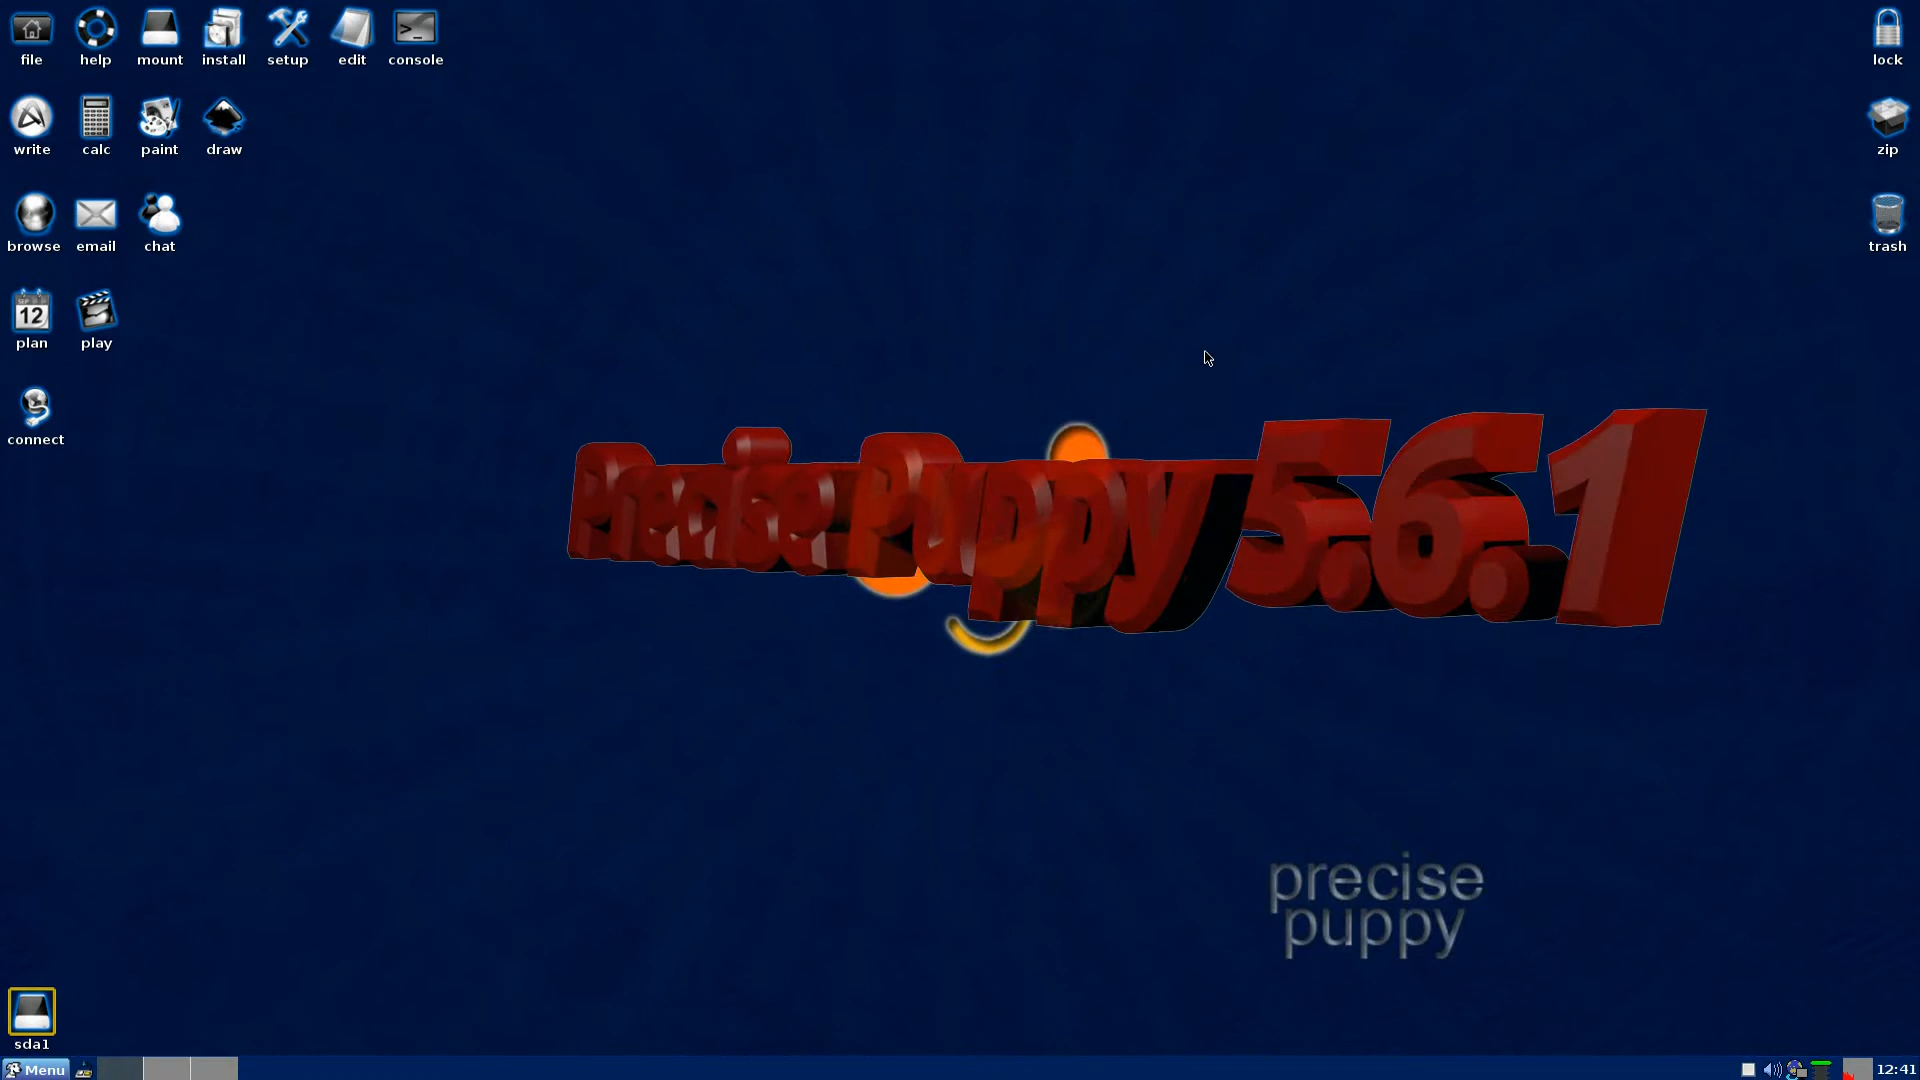 file help mount install setup edit console lock
write calc paint draw zip
browse email chat trash
SEP
12
plan play
connect
Precise Puppy 5.6.1
precise
puppy
sda1
Menu 12:41